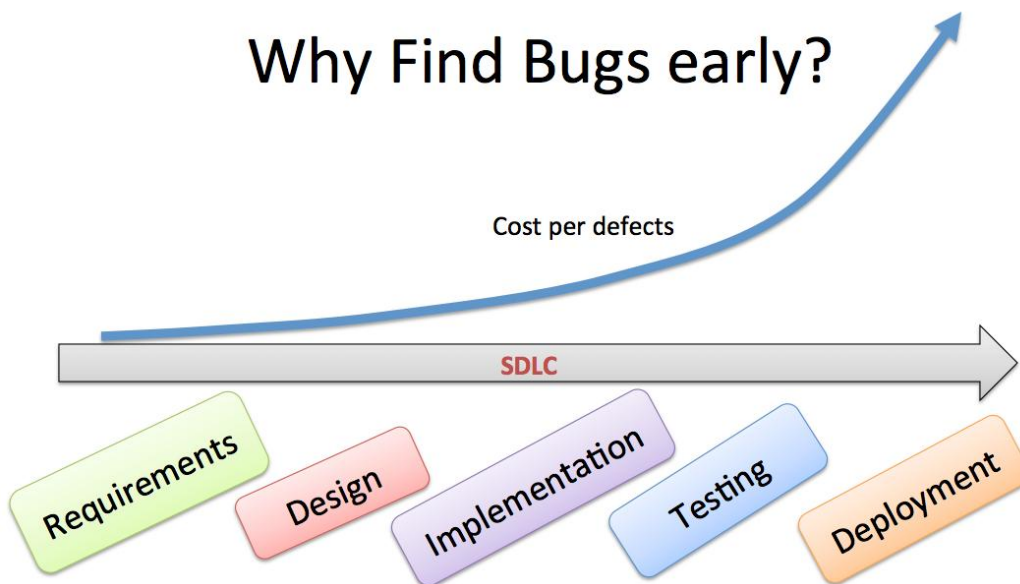 Why Find Bugs early?
Cost per defects
SDLC
Requirements
Design
Implementation
Testing
Deployment